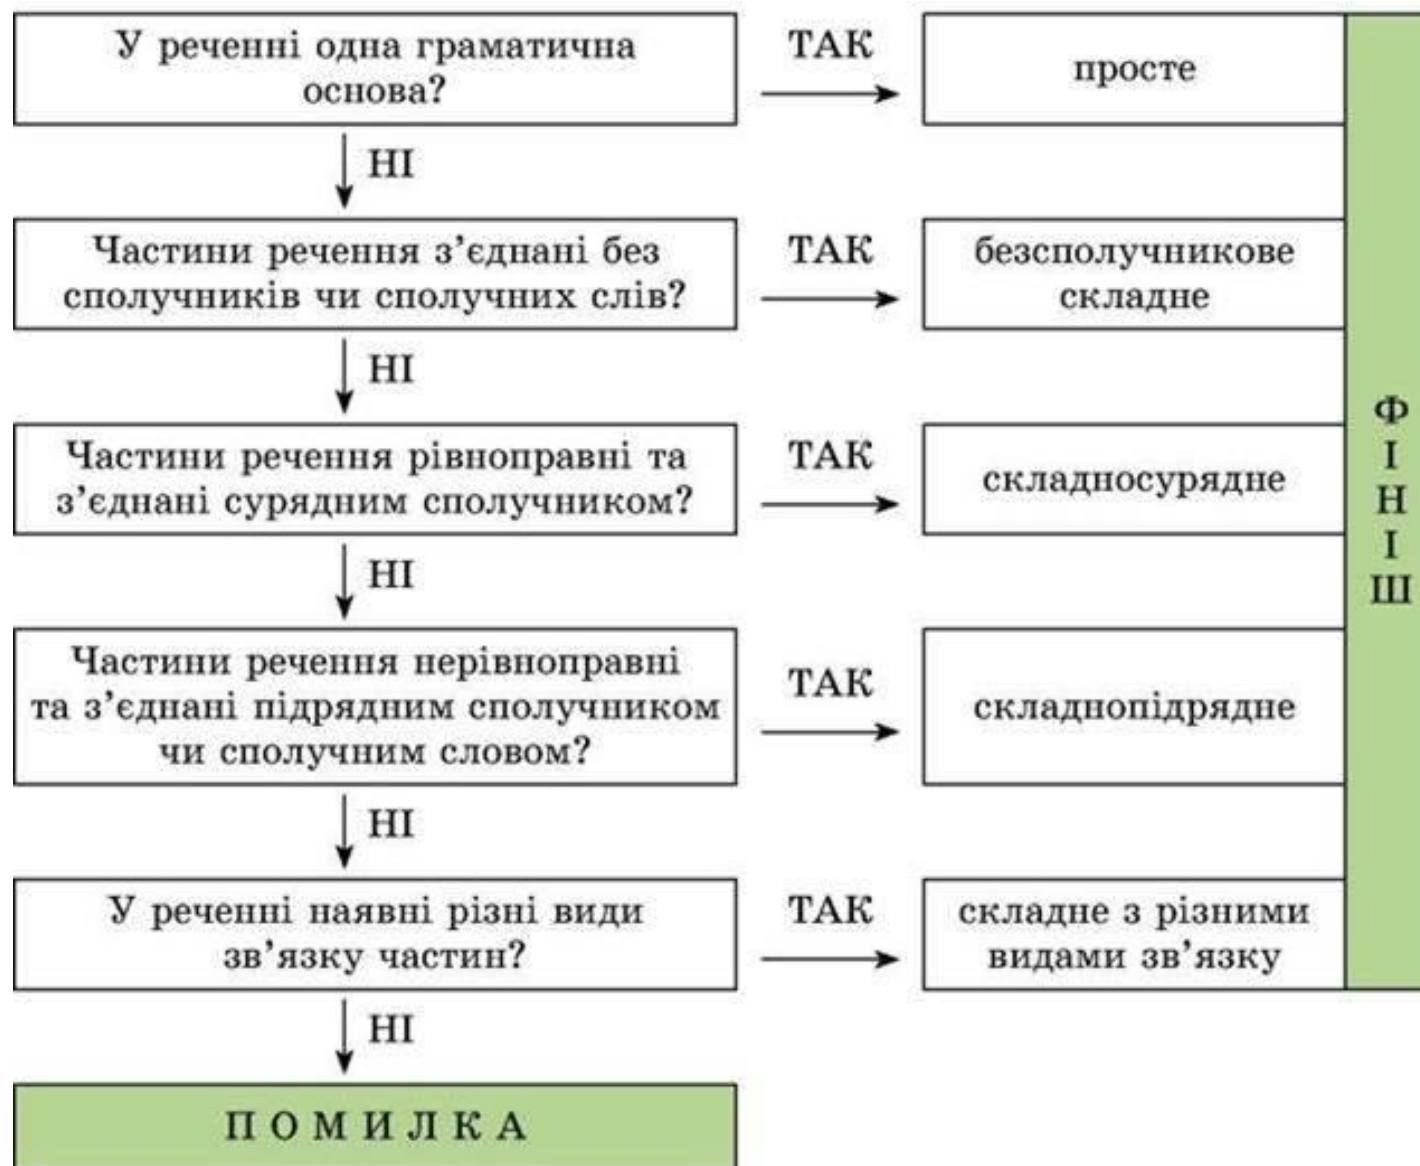 У реченні одна граматична
основа?
ТАК
просте
НІ
Частини речення з’єднані без
сполучників чи сполучних слів?
ТАК
безсполучникове
складне
НІ
Частини речення рівноправні та
з’єднані сурядним сполучником?
ТАК
складносурядне
НІ
Частини речення нерівноправні
та з’єднані підрядним сполучником
чи сполучним словом?
ТАК
складнопідрядне
НІ
У реченні наявні різні види
зв’язку частин?
ТАК
складне з різними
видами зв’язку
НІ
ПОМИЛКА
ФІНІШ